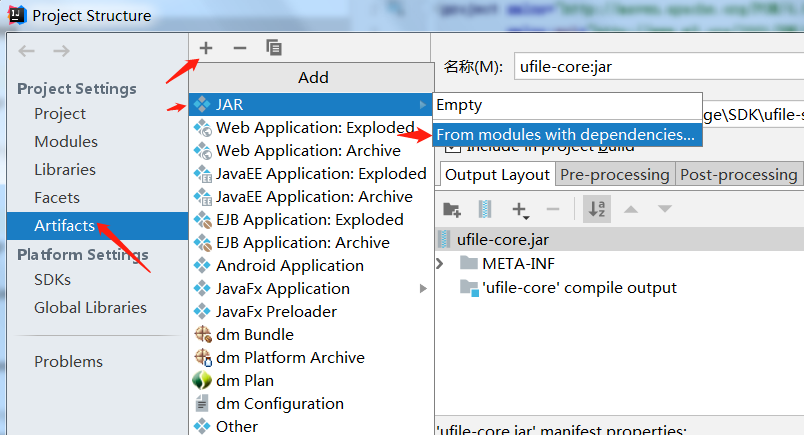 Project Structure
Project Settings
Project
Modules
Libraries
Facets
Artifacts
Platform Settings
SDKs
Global Libraries
Problems
Add
JAR
Web Application: Exploded
Web Application: Archive
JavaEE Application: Exploded
JavaEE Application: Archive
EJB Application: Exploded
EJB Application: Archive
Android Application
JavaFx Application
JavaFx Preloader
dm Bundle
dm Platform Archive
dm Plan
dm Configuration
Other
Empty
From modules with dependencies...
名称(M): ufile-core:jar
ge\SDK\ufile-s
Include in project Build
Output Layout Pre-processing Post-processing
ufile-core.jar
META-INF
'ufile-core' compile output
'ufile-core.jar' manifest properties: